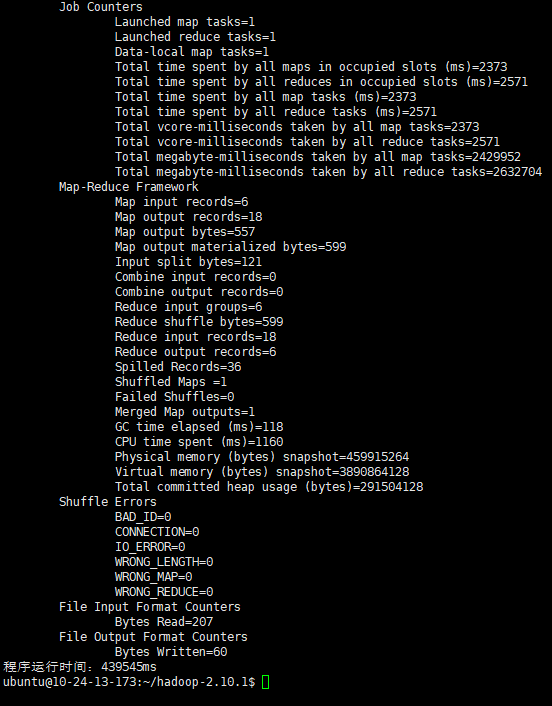 Job Counters
Launched map tasks=1
Launched reduce tasks=1
Data-local map tasks=1
Total time spent by all maps in occupied slots (ms)=2373
Total time spent by all reduces in occupied slots (ms)=2571
Total time spent by all map tasks (ms)=2373
Total time spent by all reduce tasks (ms)=2571
Total vcore-milliseconds taken by all map tasks=2373
Total vcore-milliseconds taken by all reduce tasks=2571
Total megabyte-milliseconds taken by all map tasks=2429952
Total megabyte-milliseconds taken by all reduce tasks=2632704
Map-Reduce Framework
Map input records=6
Map output records=18
Map output bytes=557
Map output materialized bytes=599
Input split bytes=121
Combine input records=0
Combine output records=0
Reduce input groups=6
Reduce shuffle bytes=599
Reduce input records=18
Reduce output records=6
Spilled Records=36
Shuffled Maps =1
Failed Shuffles=0
Merged Map outputs=1
GC time elapsed (ms)=118
CPU time spent (ms)=1160
Physical memory (bytes) snapshot=459915264
Virtual memory (bytes) snapshot=3890864128
Total committed heap usage (bytes)=291504128
Shuffle Errors
BAD_ID=0
CONNECTION=0
IO_ERROR=0
WRONG_LENGTH=0
WRONG_MAP=0
WRONG_REDUCE=0
File Input Format Counters
Bytes Read=207
File Output Format Counters
Bytes Written=60
程序运行时间：439545ms
ubuntu@10-24-13-173:~/hadoop-2.10.1$